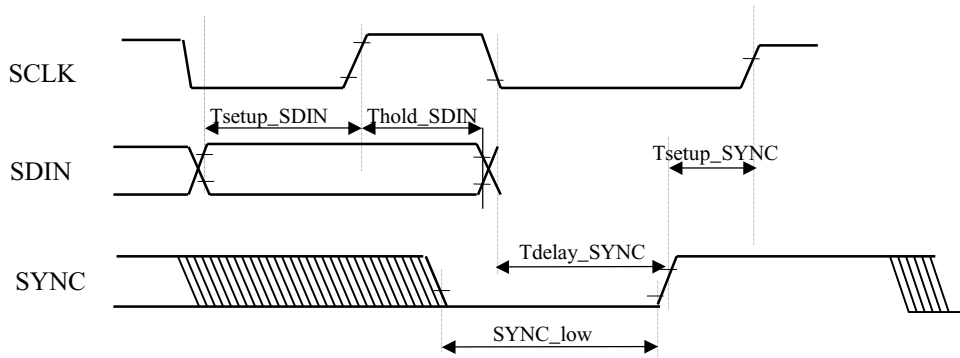 SCLK
Tsetup_SDIN
Thold_SDIN
SDIN
Tsetup_SYNC
Tdelay_SYNC
SYNC
SYNC_low